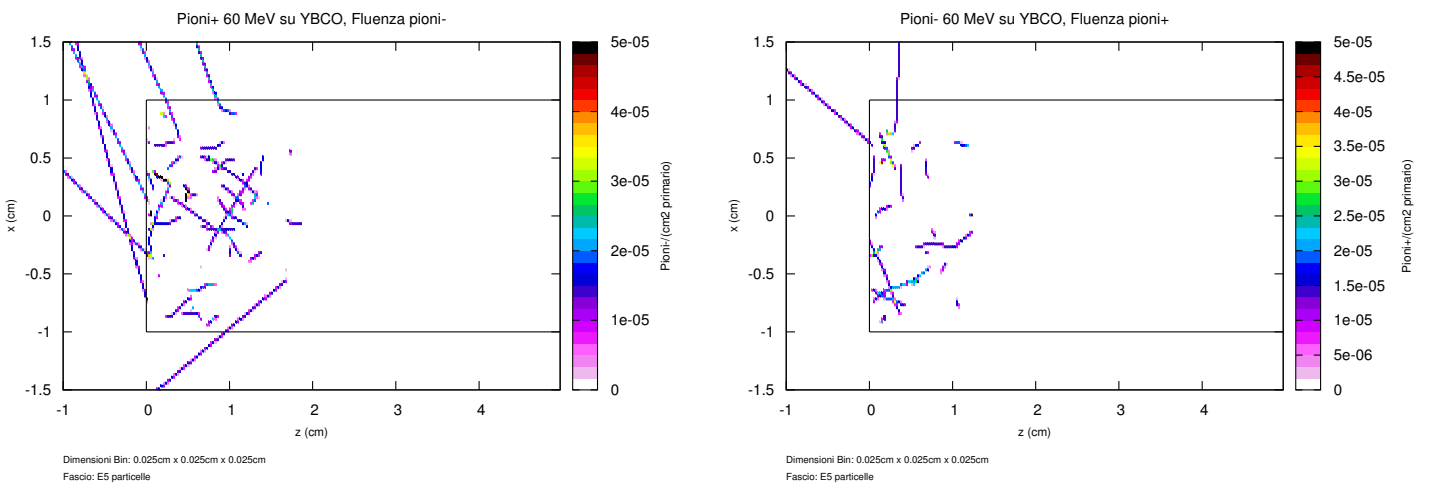 Pioni+ 60 MeV su YBCO, Fluenza pioni-
1.5
1
0.5
0
-0.5
-1
-1.5
x (cm)
-1
0
1
2
3
4
z (cm)
5e-05
4e-05
3e-05
2e-05
1e-05
0
Pioni-/(cm2 primario)
Dimensioni Bin: 0.025cm x 0.025cm x 0.025cm
Fascio: E5 particelle
Pioni- 60 MeV su YBCO, Fluenza pioni+
1.5
1
0.5
0
-0.5
-1
-1.5
x (cm)
-1
0
1
2
3
4
z (cm)
5e-05
4.5e-05
4e-05
3.5e-05
3e-05
2.5e-05
2e-05
1.5e-05
1e-05
5e-06
0
Pioni+/(cm2 primario)
Dimensioni Bin: 0.025cm x 0.025cm x 0.025cm
Fascio: E5 particelle